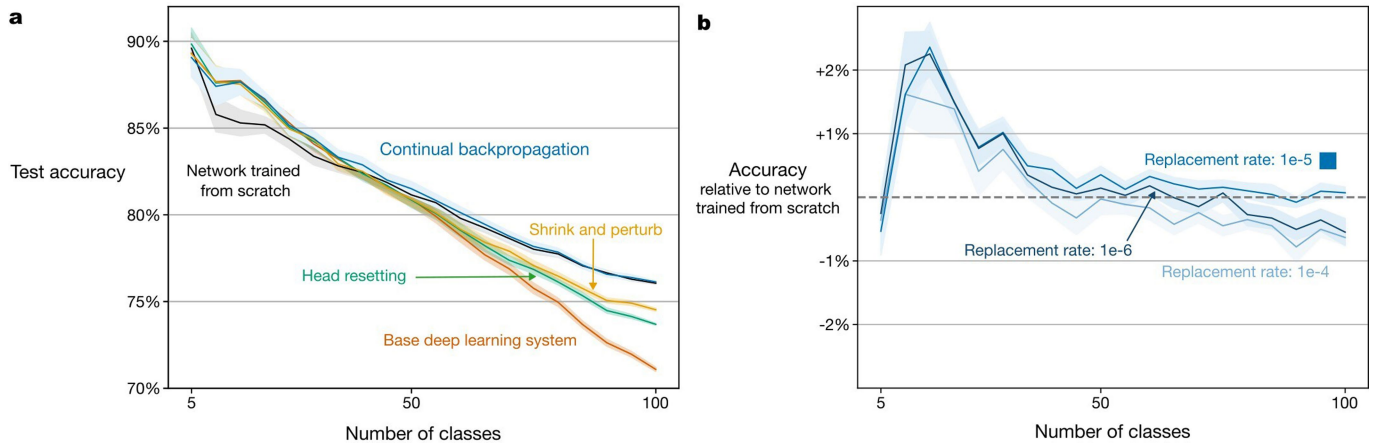 a
90%
85%
80%
75%
70%
Test accuracy
Continual backpropagation
Network trained
from scratch
Shrink and perturb
Head resetting
Base deep learning system
5
50
100
Number of classes
b
+2%
+1%
-1%
-2%
Accuracy
relative to network
trained from scratch
Replacement rate: 1e-5
Replacement rate: 1e-6
Replacement rate: 1e-4
5
50
100
Number of classes